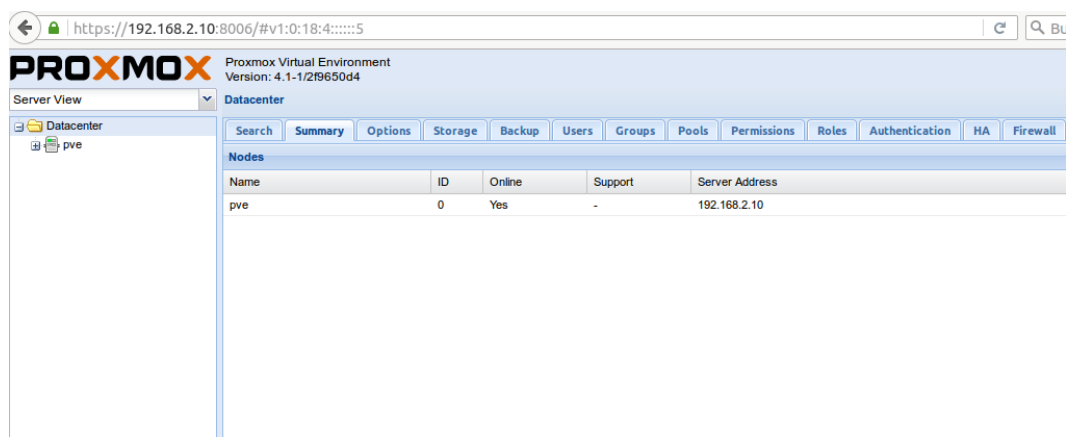 https://192.168.2.10:8006/#v1:0:18:4::::::5
PROXMOX
Proxmox Virtual Environment
Version: 4.1-1/2f9650d4
Server View
Datacenter
Datacenter
pve
Search Summary Options Storage Backup Users Groups Pools Permissions Roles Authentication HA Firewall
Nodes
Name ID Online Support Server Address
pve 0 Yes - 192.168.2.10